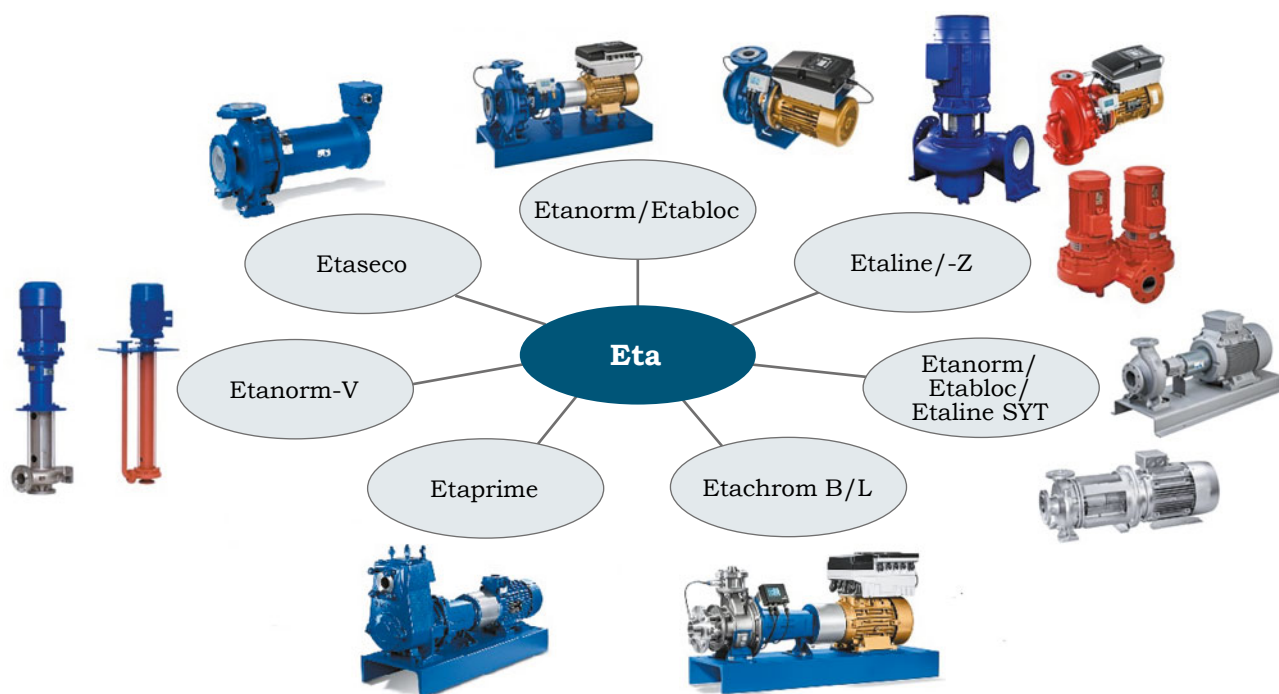 Etanorm/Etabloc
Etaseco
Etaline/-Z
Eta
Etanorm-V
Etanorm/
Etabloc/
Etaline SYT
Etaprime
Etachrom B/L